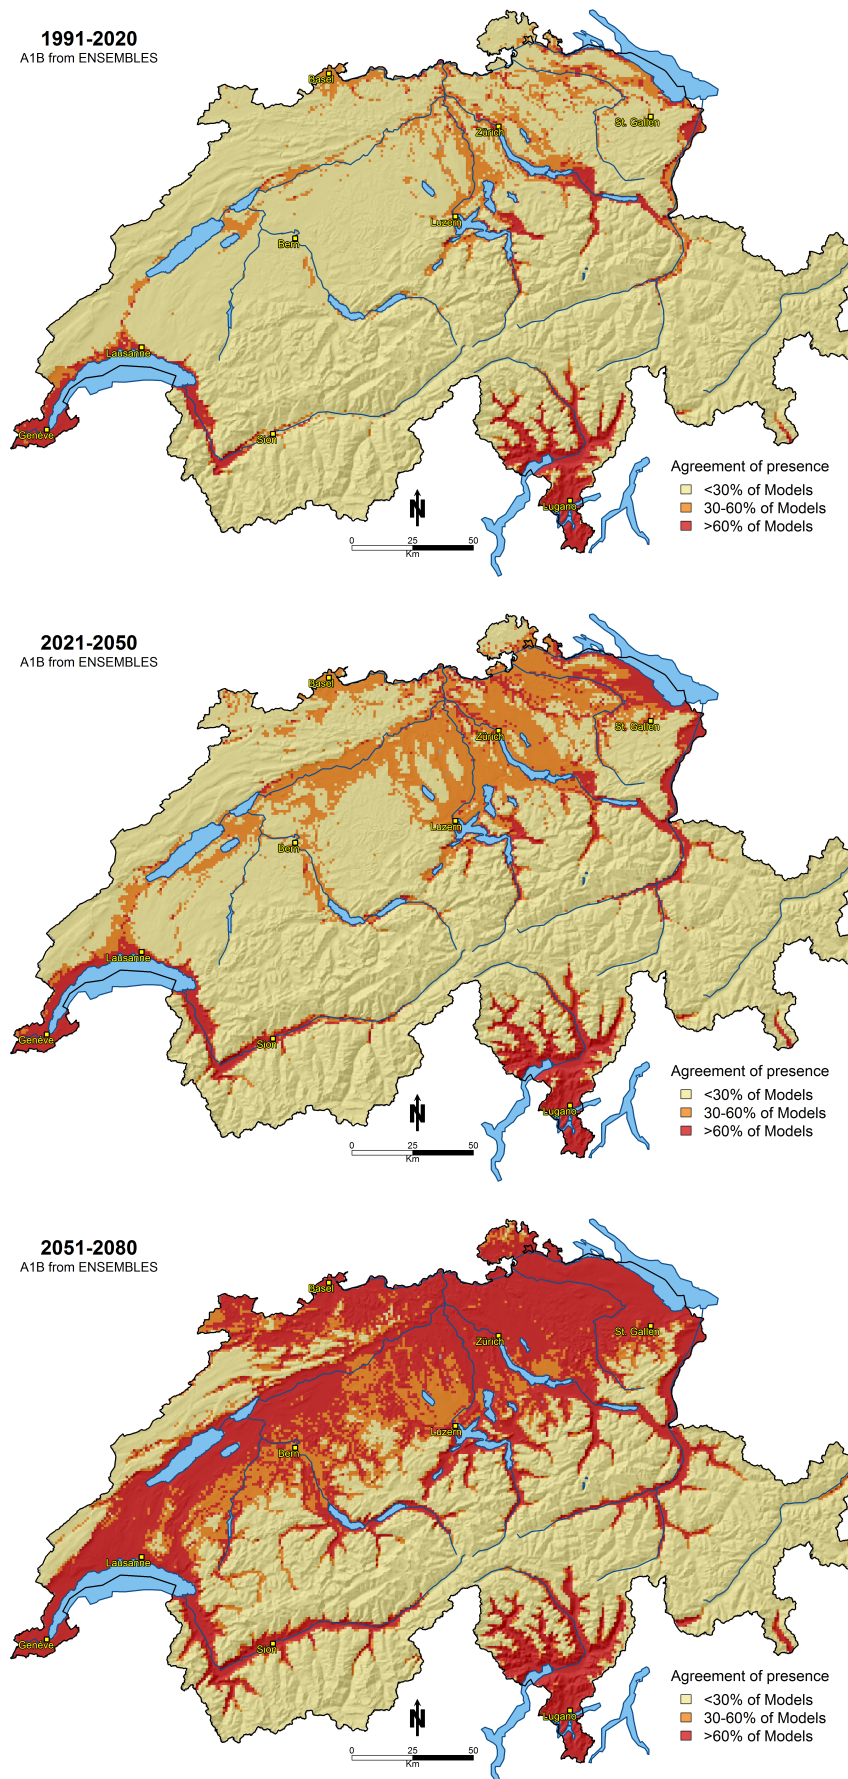 1991-2020
A1B from ENSEMBLES
Basel
Zürich
St. Gallen
Luzern
Bern
Lausanne
Genève
Sion
Lugano
N
Agreement of presence
<30% of Models
30-60% of Models
>60% of Models
0 25 50
Km
2021-2050
A1B from ENSEMBLES
Basel
St. Gallen
Zürich
Luzern
Bern
Lausanne
Genève
Sion
Lugano
N
Agreement of presence
<30% of Models
30-60% of Models
>60% of Models
0 25 50
Km
2051-2080
A1B from ENSEMBLES
Basel
St. Gallen
Zürich
Luzern
Bern
Lausanne
Genève
Sion
Lugano
N
Agreement of presence
<30% of Models
30-60% of Models
>60% of Models
0 25 50
Km